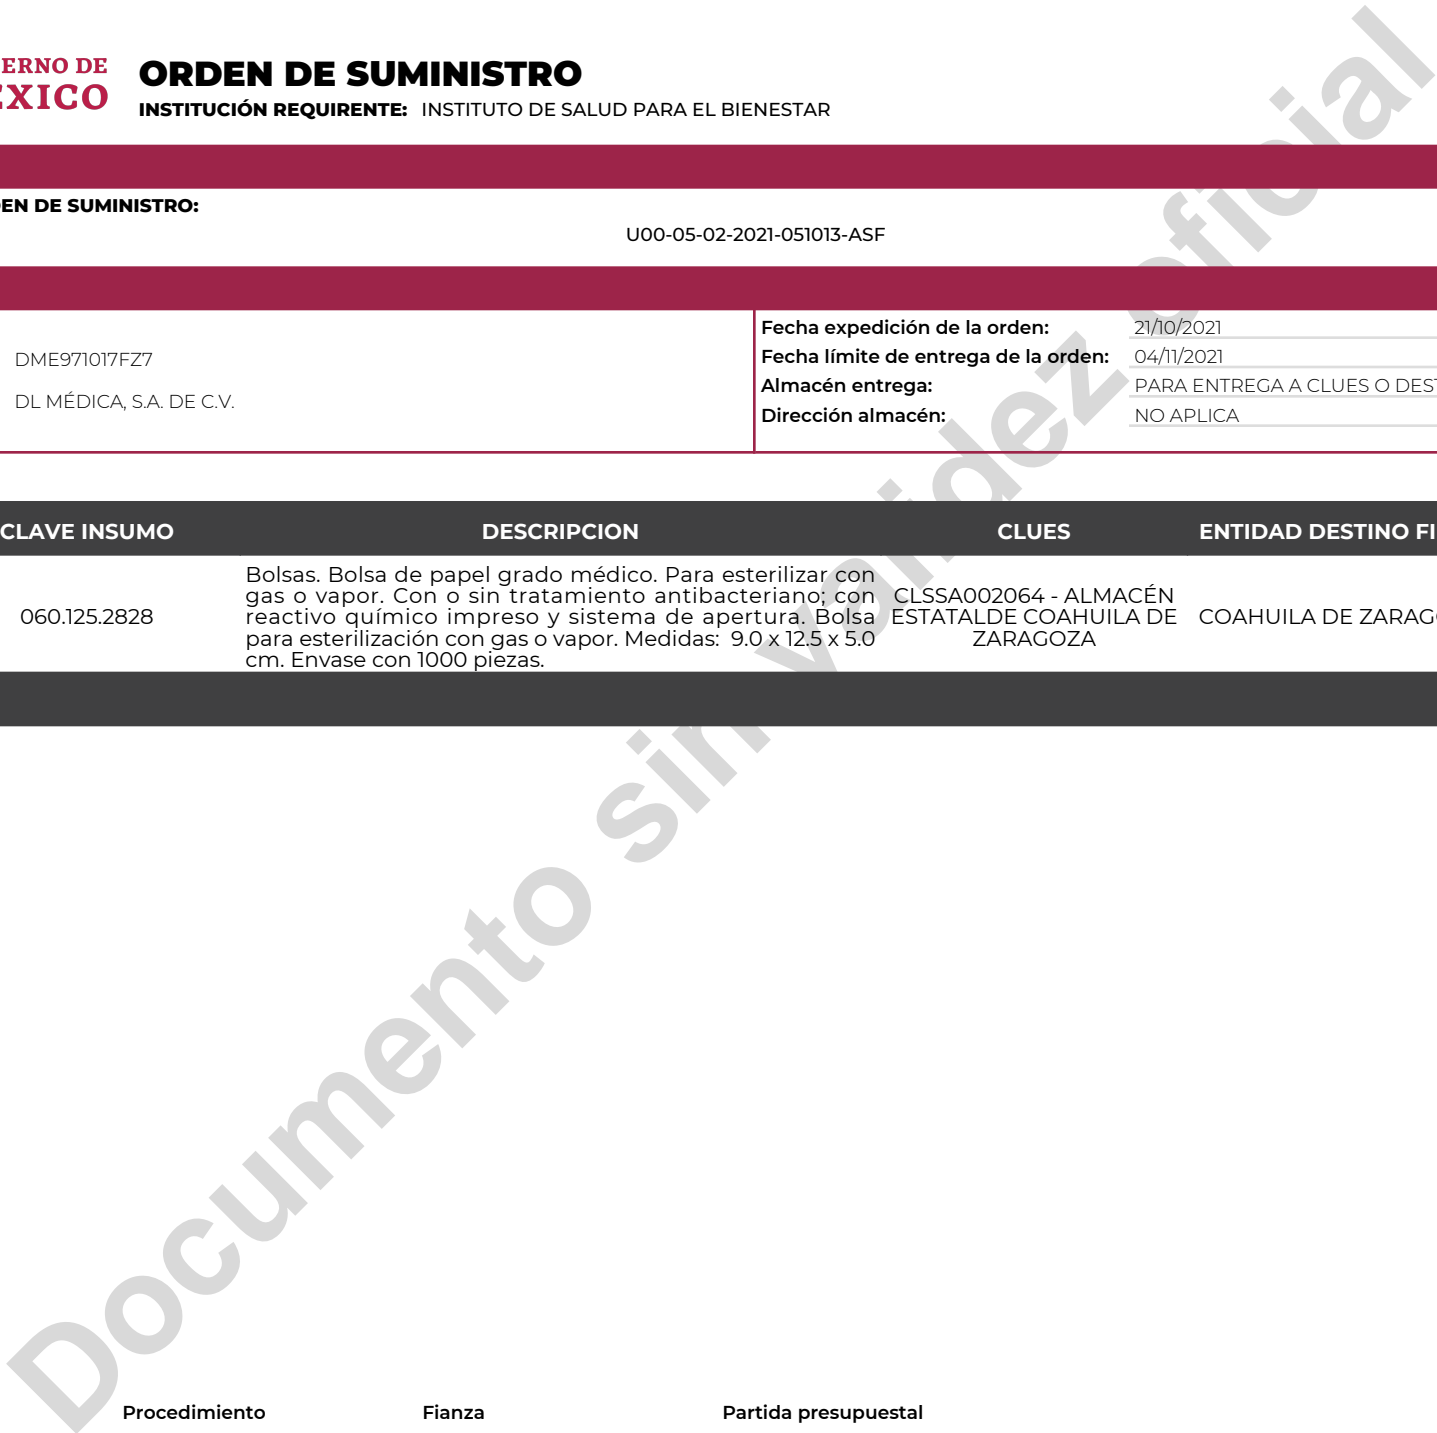 ERNO DE
ÉXICO
ORDEN DE SUMINISTRO
INSTITUCIÓN REQUIRENTE: INSTITUTO DE SALUD PARA EL BIENESTAR
EN DE SUMINISTRO:
U00-05-02-2021-051013-ASF
DME971017FZ7
DL MÉDICA, S.A. DE C.V.
Fecha expedición de la orden: 21/10/2021
Fecha límite de entrega de la orden: 04/11/2021
Almacén entrega: PARA ENTREGA A CLUES O DEST
Dirección almacén: NO APLICA
CLAVE INSUMO DESCRIPCION CLUES ENTIDAD DESTINO FI
060.125.2828
Bolsas. Bolsa de papel grado médico. Para esterilizar con
gas o vapor. Con o sin tratamiento antibacteriano; con
reactivo químico impreso y sistema de apertura. Bolsa
para esterilización con gas o vapor. Medidas: 9.0 x 12.5 x 5.0
cm. Envase con 1000 piezas.
CLSSA002064 - ALMACÉN
ESTATALDE COAHUILA DE
ZARAGOZA
COAHUILA DE ZARAG
Documento sin validez oficial
Procedimiento Fianza Partida presupuestal